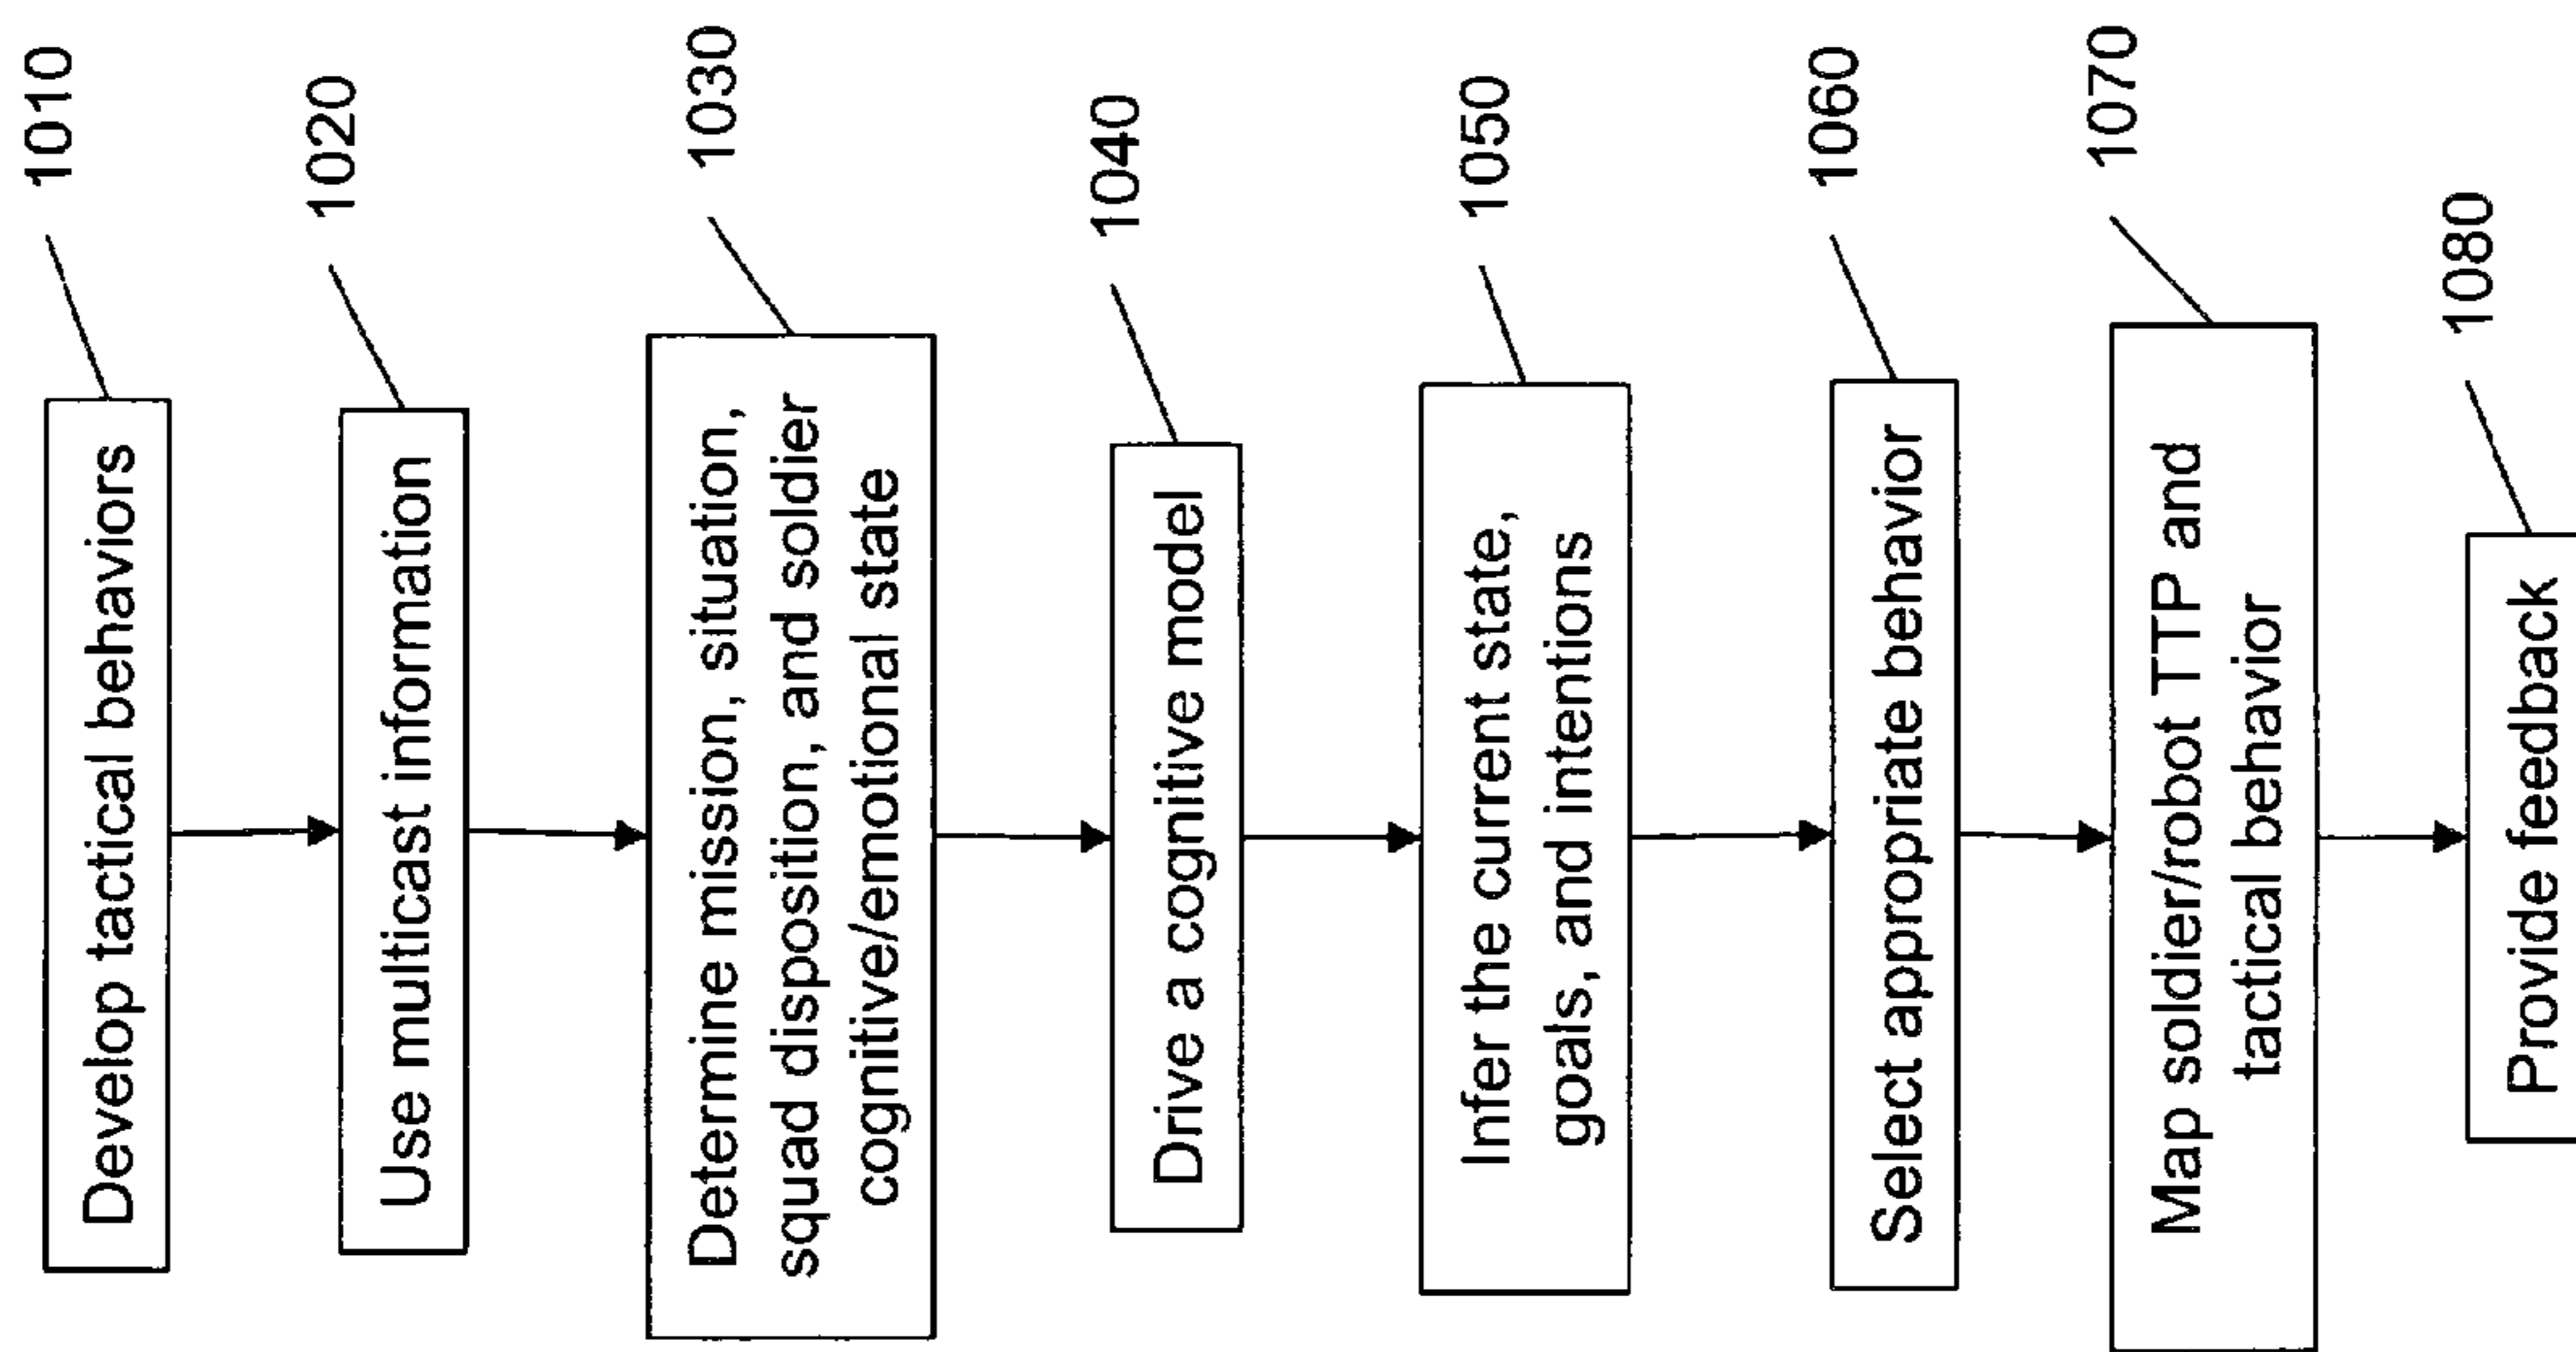 Develop tactical behaviors
1010
Use multicast information
1020
Determine mission, situation,
squad disposition, and soldier
cognitive/emotional state
1030
Drive a cognitive model
1040
Infer the current state,
goals, and intentions
1050
Select appropriate behavior
1060
Map soldier/robot TTP and
tactical behavior
1070
Provide feedback
1080